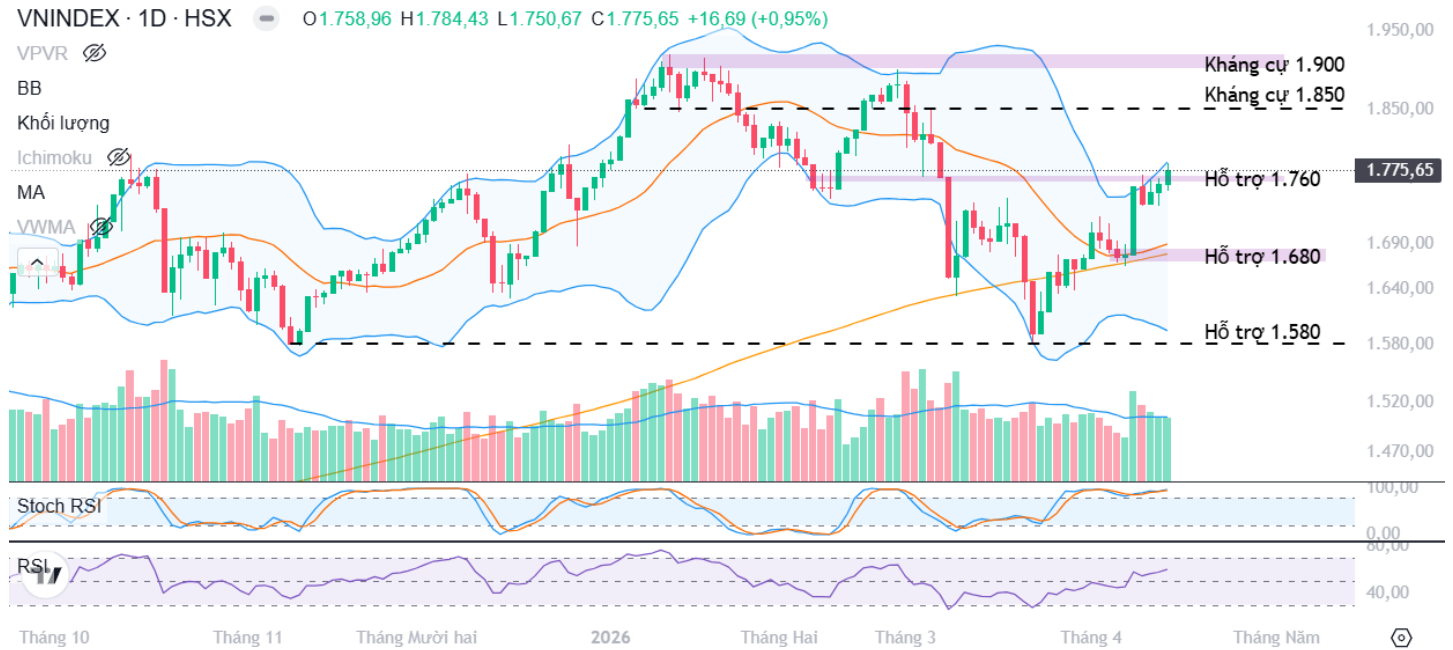 VNINDEX · 1D · HSX O1.758,96 H1.784,43 L1.750,67 C1.775,65 +16,69 (+0,95%)
VPVR
BB
Khối lượng
Ichimoku
MA
VWMA
Kháng cự 1.900
Kháng cự 1.850
Hỗ trợ 1.760
Hỗ trợ 1.680
Hỗ trợ 1.580
1.950,00
1.850,00
1.775,65
1.690,00
1.640,00
1.580,00
1.520,00
1.470,00
Stoch RSI
100,00
0,00
RSI
80,00
40,00
Tháng 10 Tháng 11 Tháng Mười hai 2026 Tháng Hai Tháng 3 Tháng 4 Tháng Năm